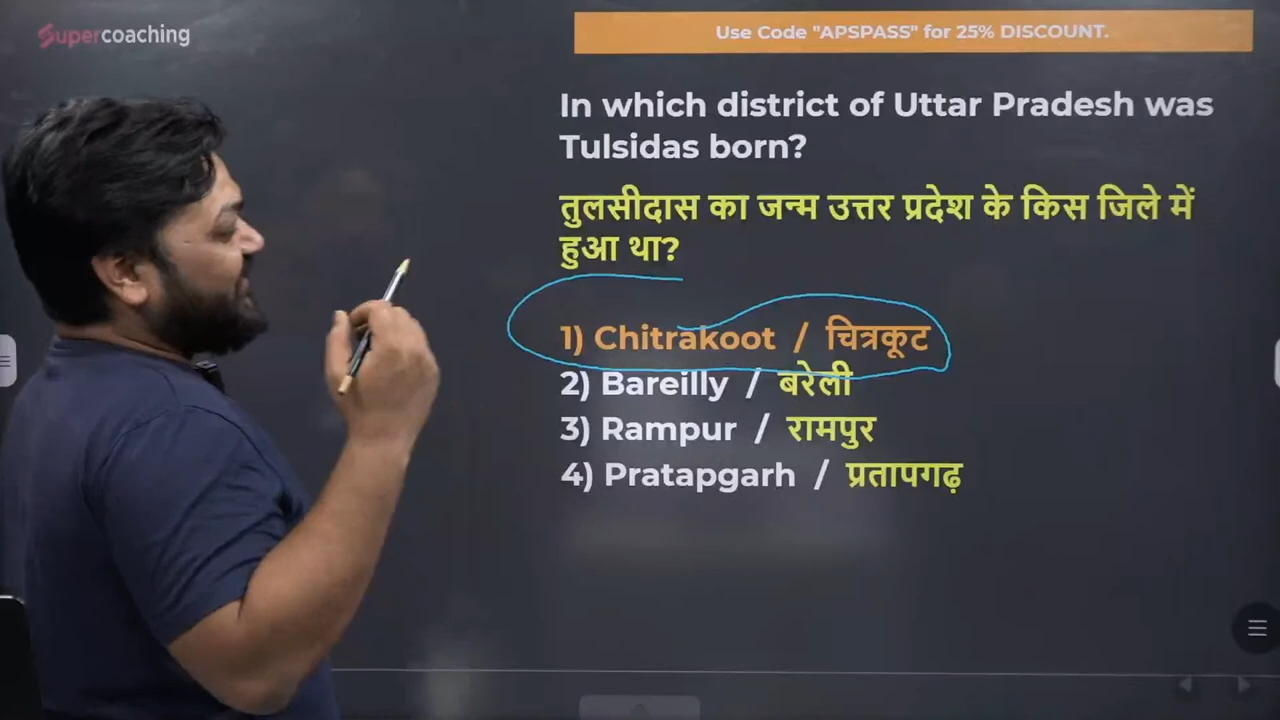 Supercoaching
Use Code "APSPASS" for 25% DISCOUNT.
In which district of Uttar Pradesh was
Tulsidas born?
तुलसीदास का जन्म उत्तर प्रदेश के किस जिले में
हुआ था?
1) Chitrakoot / चित्रकूट
2) Bareilly / बरेली
3) Rampur / रामपुर
4) Pratapgarh / प्रतापगढ़